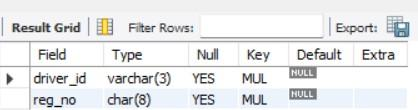 Result Grid Filter Rows: Export:
Field Type Null Key Default Extra
driver_id varchar(3) YES MUL NULL
reg_no char(8) YES MUL NULL